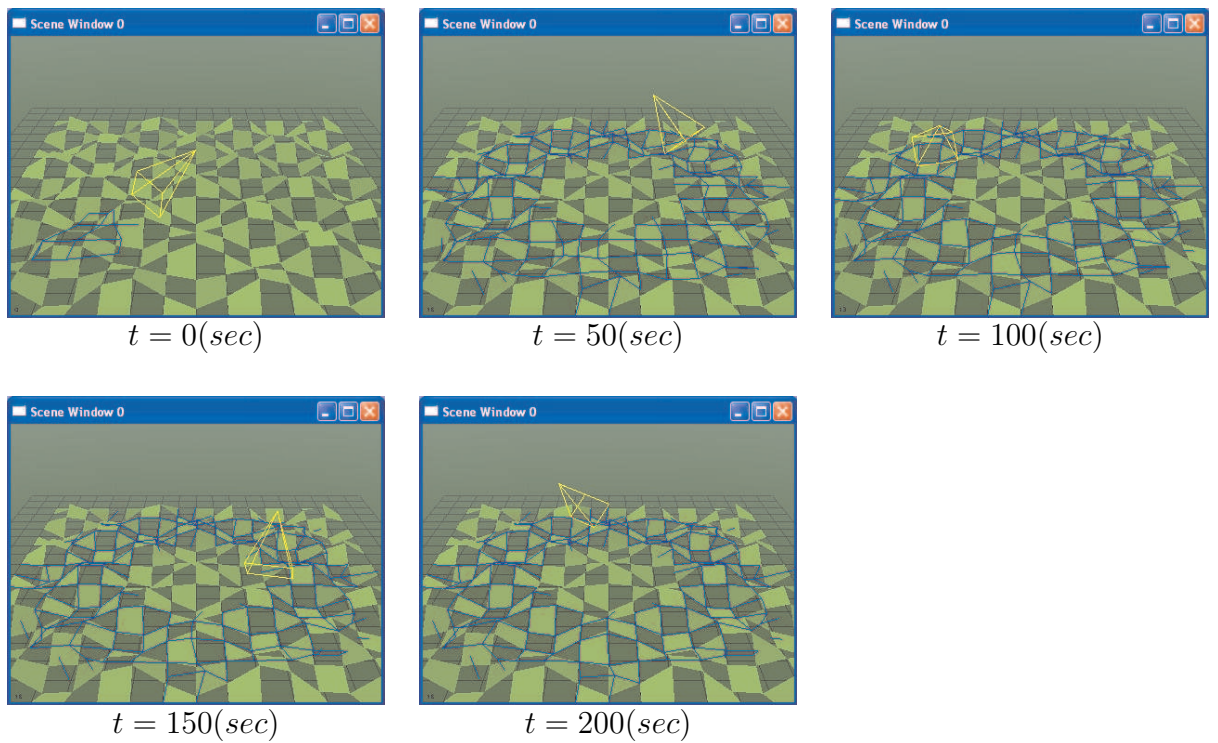 Scene Window 0
Scene Window 0
Scene Window 0
t = 0(sec)
t = 50(sec)
t = 100(sec)
Scene Window 0
Scene Window 0
t = 150(sec)
t = 200(sec)